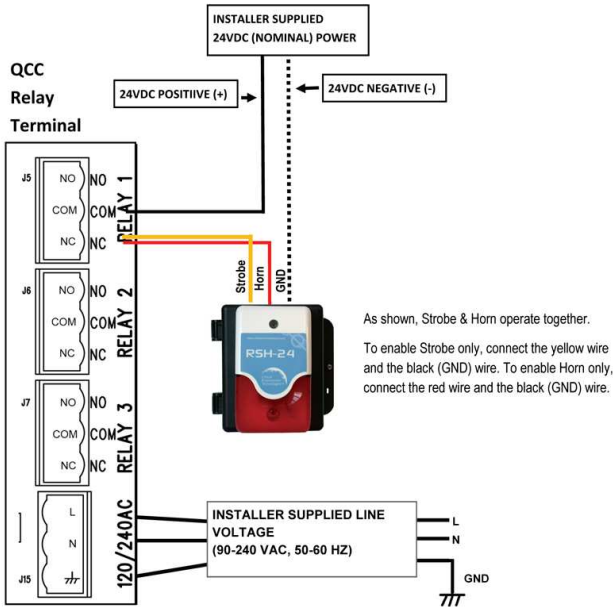 INSTALLER SUPPLIED
24VDC (NOMINAL) POWER
24VDC POSITIIVE (+)
24VDC NEGATIVE (-)
QCC
Relay
Terminal
J5
NO
COM
NC
NO
COM
NC
RELAY 1
J6
NO
COM
NC
NO
COM
NC
RELAY 2
J7
NO
COM
NC
NO
COM
NC
RELAY 3
J15
L
N
120/240AC
Strobe
Horn
GND
RSH-24
As shown, Strobe & Horn operate together.
To enable Strobe only, connect the yellow wire
and the black (GND) wire. To enable Horn only,
connect the red wire and the black (GND) wire.
INSTALLER SUPPLIED LINE
VOLTAGE
(90-240 VAC, 50-60 HZ)
L
N
GND